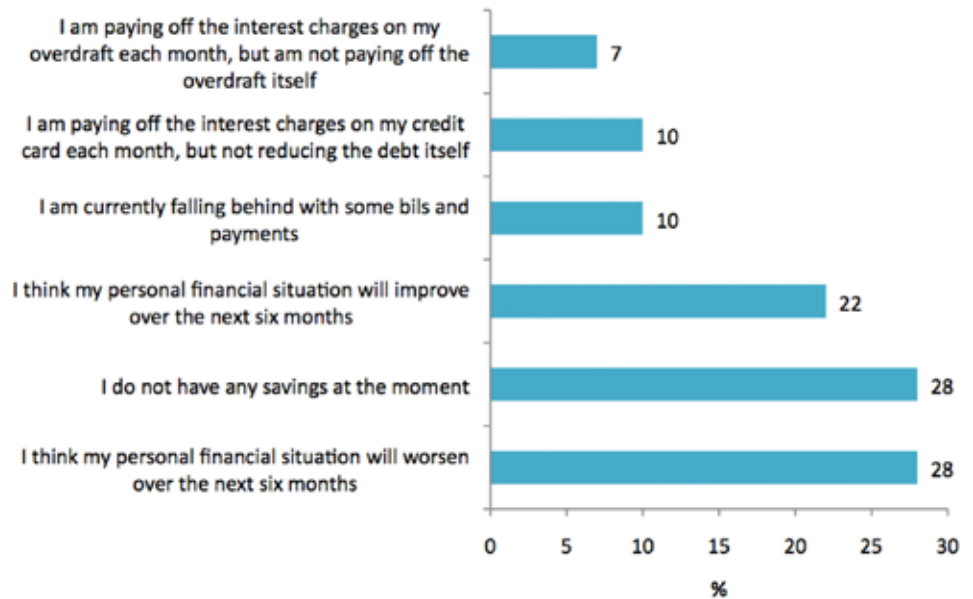 I am paying off the interest charges on my
overdraft each month, but am not paying off the
overdraft itself
7
I am paying off the interest charges on my credit
card each month, but not reducing the debt itself
10
I am currently falling behind with some bils and
payments
10
I think my personal financial situation will improve
over the next six months
22
I do not have any savings at the moment
28
I think my personal financial situation will worsen
over the next six months
28
0 5 10 15 20 25 30
%